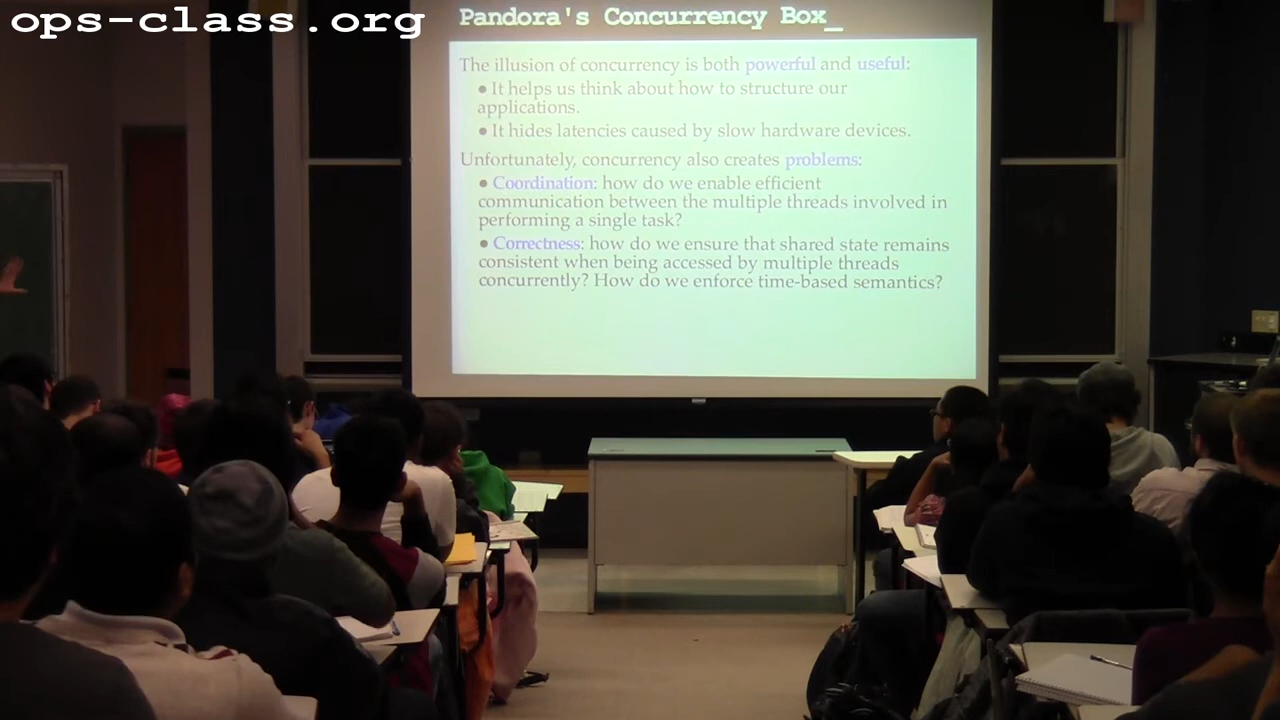 ops-class.org
Pandora's Concurrency Box_
The illusion of concurrency is both powerful and useful:
● It helps us think about how to structure our
applications.
● It hides latencies caused by slow hardware devices.
Unfortunately, concurrency also creates problems:
● Coordination: how do we enable efficient
communication between the multiple threads involved in
performing a single task?
● Correctness: how do we ensure that shared state remains
consistent when being accessed by multiple threads
concurrently? How do we enforce time-based semantics?